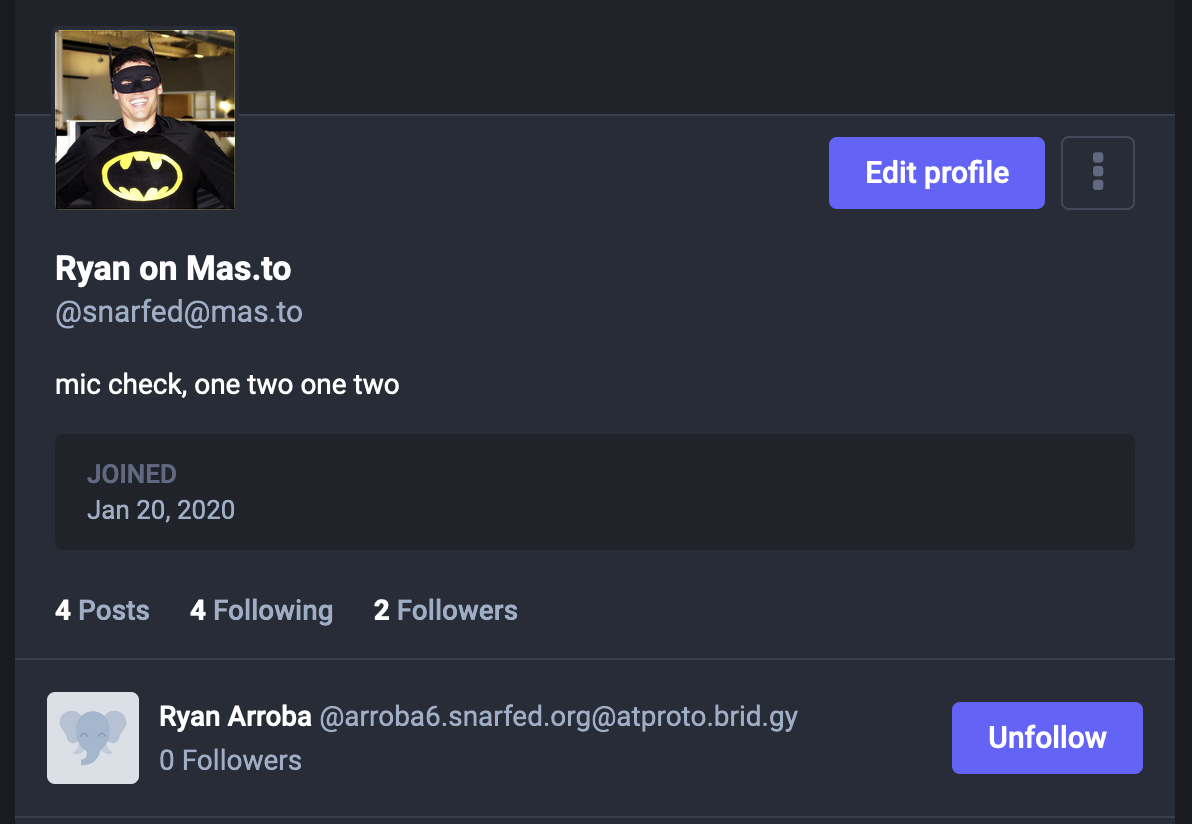 Edit profile
Ryan on Mas.to
@snarfed@mas.to
mic check, one two one two
JOINED
Jan 20, 2020
4 Posts 4 Following 2 Followers
Ryan Arroba @arroba6.snarfed.org@atproto.brid.gy
0 Followers
Unfollow